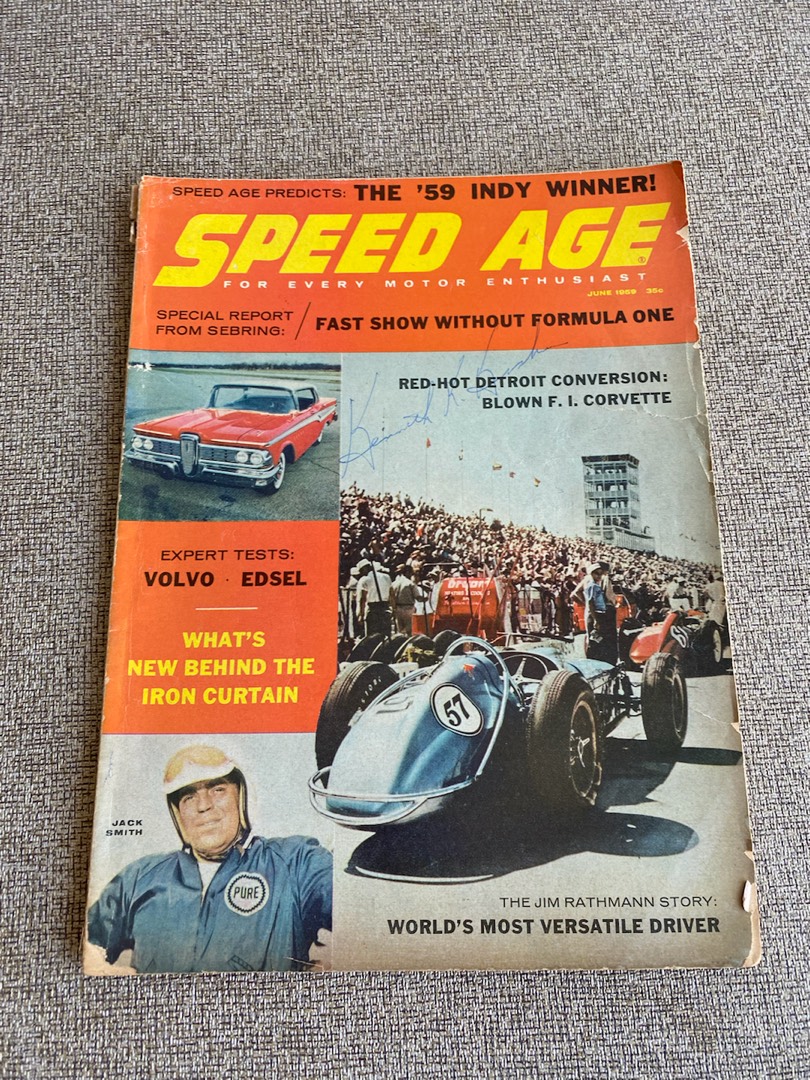 SPEED AGE PREDICTS: THE '59 INDY WINNER!
SPEED AGE®
FOR EVERY MOTOR ENTHUSIAST
JUNE 1959 35c
SPECIAL REPORT
FROM SEBRING: / FAST SHOW WITHOUT FORMULA ONE
RED-HOT DETROIT CONVERSION:
BLOWN F. I. CORVETTE
Kenneth K.
EXPERT TESTS:
VOLVO · EDSEL
WHAT'S
NEW BEHIND THE
IRON CURTAIN
57
JACK
SMITH
PURE
THE JIM RATHMANN STORY:
WORLD'S MOST VERSATILE DRIVER